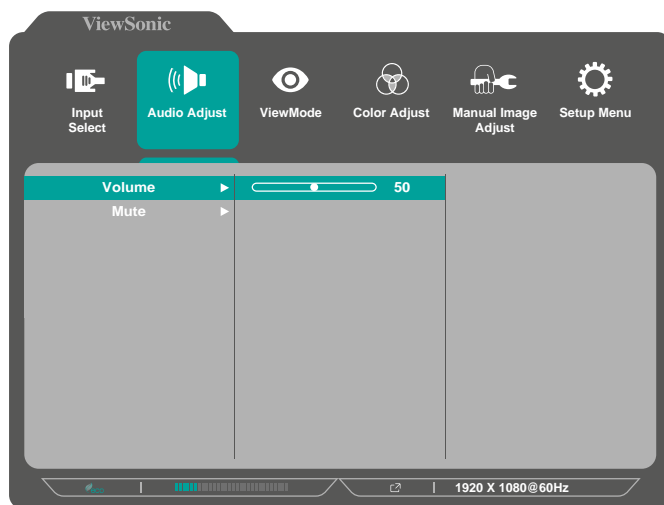 ViewSonic
Input Select
Audio Adjust
ViewMode
Color Adjust
Manual Image Adjust
Setup Menu
Volume 50
Mute
eco
1920 X 1080@60Hz